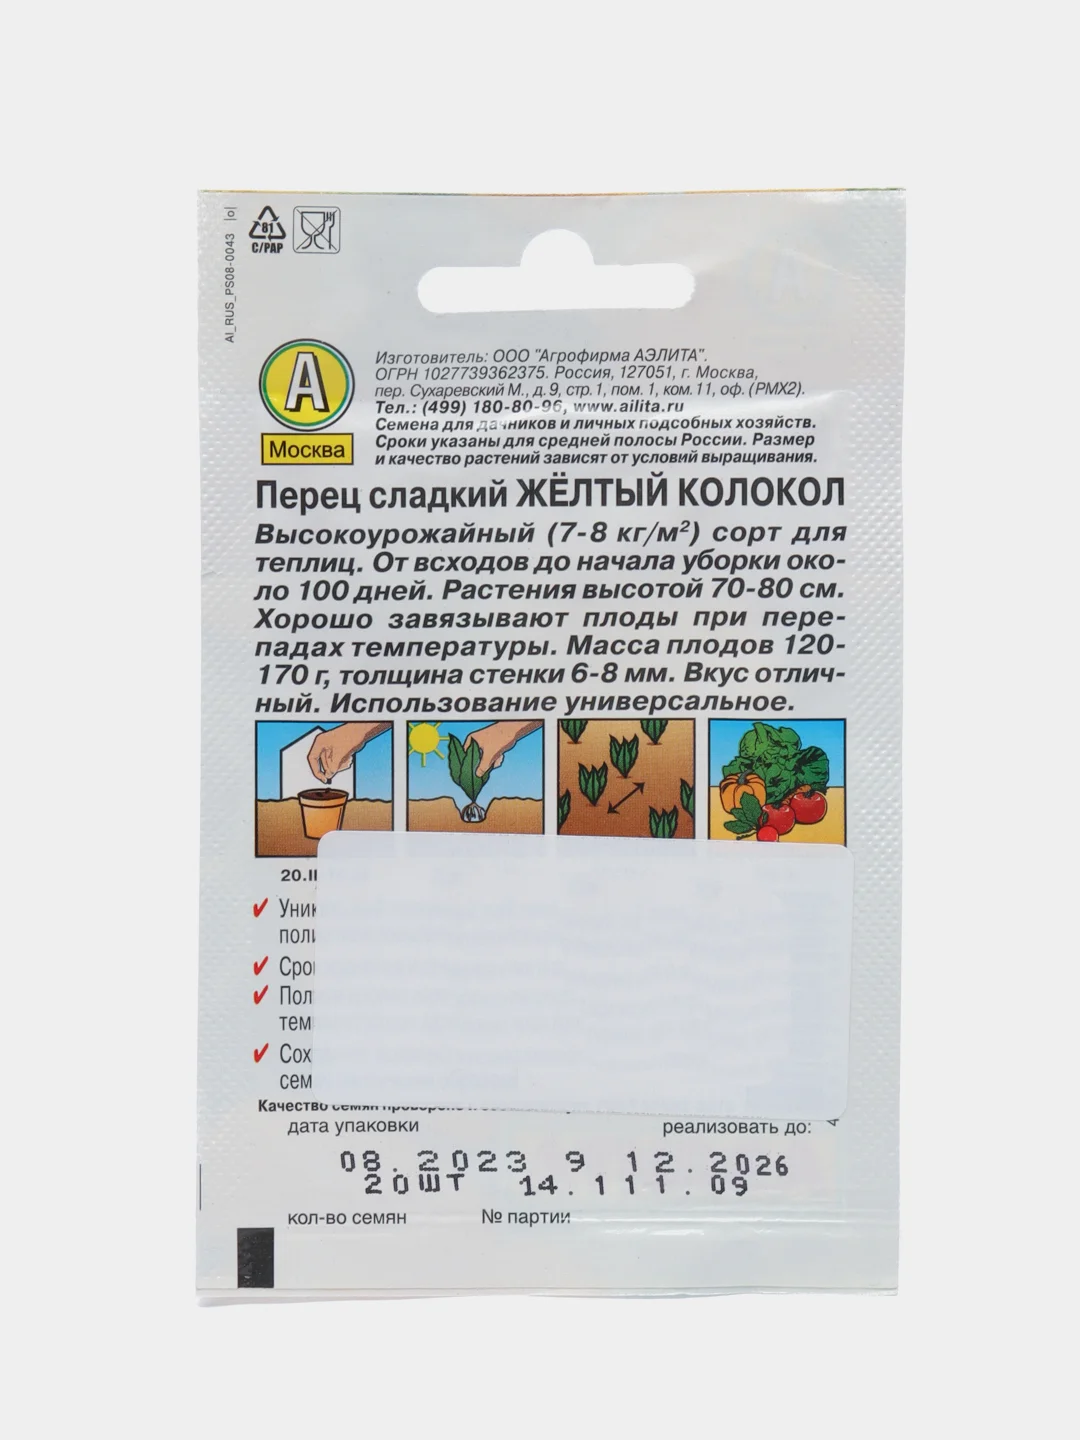 81
C/PAP
AI_RUS_PS08-0043 |o|
А
Москва
Изготовитель: ООО "Агрофирма АЭЛИТА".
ОГРН 1027739362375. Россия, 127051, г. Москва,
пер. Сухаревский М., д.9, стр.1, пом. 1, ком.11, оф. (РМХ2).
Тел.: (499) 180-80-96, www.ailita.ru
Семена для дачников и личных подсобных хозяйств.
Сроки указаны для средней полосы России. Размер
и качество растений зависят от условий выращивания.
Перец сладкий ЖЁЛТЫЙ КОЛОКОЛ
Высокоурожайный (7-8 кг/м²) сорт для
теплиц. От всходов до начала уборки око-
ло 100 дней. Растения высотой 70-80 см.
Хорошо завязывают плоды при пере-
падах температуры. Масса плодов 120-
170 г, толщина стенки 6-8 мм. Вкус отлич-
ный. Использование универсальное.
Качество семян
дата упаковки реализовать до:
08.2023 9 12.2026
20ШТ 14.111.09
кол-во семян № партии